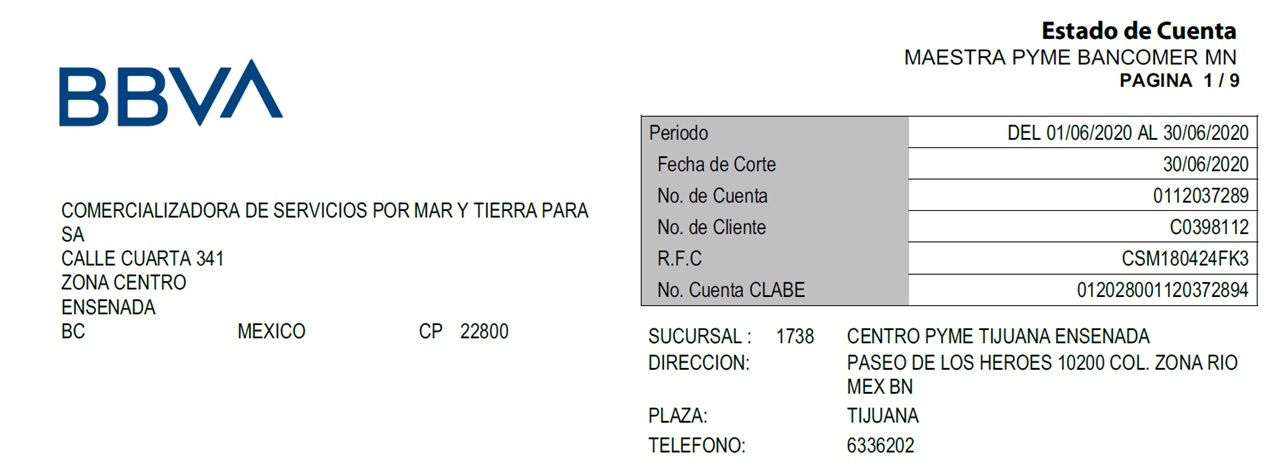 Estado de Cuenta
MAESTRA PYME BANCOMER MN
PAGINA 1 / 9
BBVA
COMERCIALIZADORA DE SERVICIOS POR MAR Y TIERRA PARA
SA
CALLE CUARTA 341
ZONA CENTRO
ENSENADA
BC MEXICO CP 22800
Periodo DEL 01/06/2020 AL 30/06/2020
Fecha de Corte 30/06/2020
No. de Cuenta 0112037289
No. de Cliente C0398112
R.F.C CSM180424FK3
No. Cuenta CLABE 012028001120372894
SUCURSAL : 1738 CENTRO PYME TIJUANA ENSENADA
DIRECCION: PASEO DE LOS HEROES 10200 COL. ZONA RIO
MEX BN
PLAZA: TIJUANA
TELEFONO: 6336202